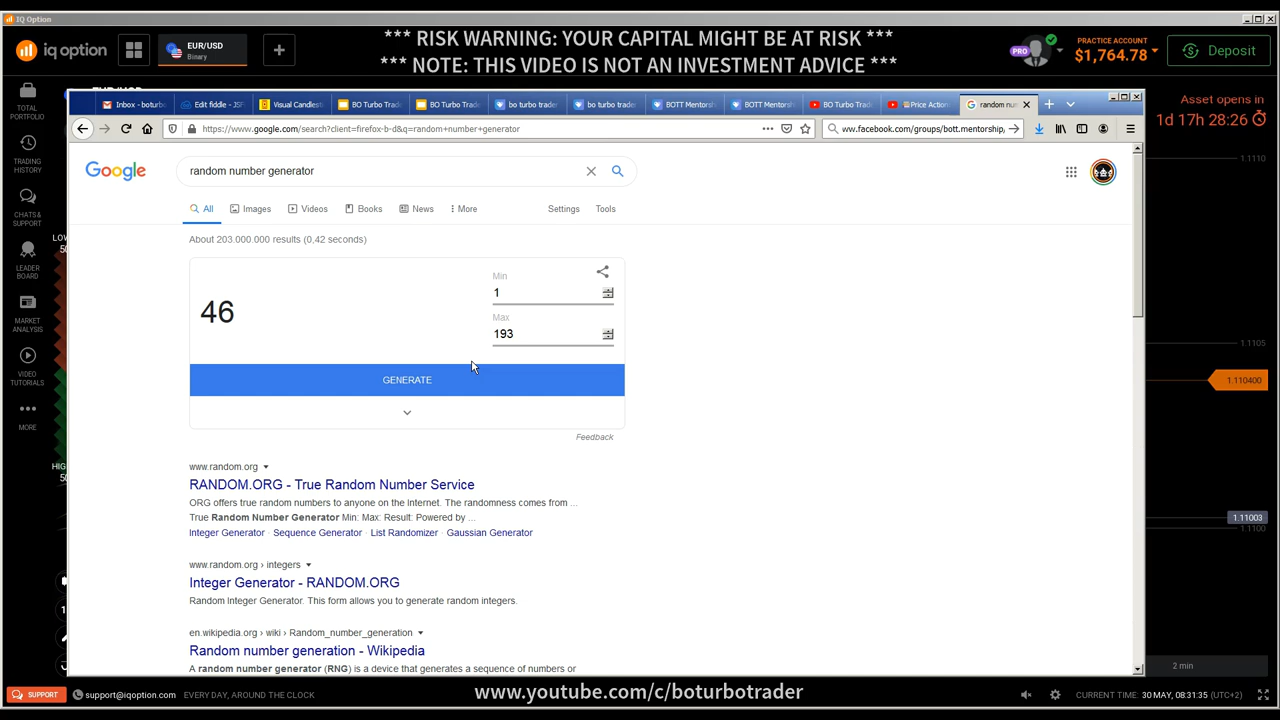 IQ Option
iq option
EUR/USD
Binary
*** RISK WARNING: YOUR CAPITAL MIGHT BE AT RISK ***
*** NOTE: THIS VIDEO IS NOT AN INVESTMENT ADVICE ***
PRO
PRACTICE ACCOUNT
$1,764.78
Deposit
Asset opens in
1d 17h 28:26
TOTAL
PORTFOLIO
TRADING
HISTORY
CHATS &
SUPPORT
LEADER
BOARD
MARKET
ANALYSIS
VIDEO
TUTORIALS
MORE
Inbox - boturbo
Edit fiddle - JSF
Visual Candlest
BO Turbo Trade
BO Turbo Trade
bo turbo trader
bo turbo trader
BOTT Mentorsh
BOTT Mentorsh
BO Turbo Trad
Price Action
random num
https://www.google.com/search?client=firefox-b-d&q=random+number+generator
ww.facebook.com/groups/bott.mentorship/
Google
random number generator
All
Images
Videos
Books
News
More
Settings
Tools
About 203.000.000 results (0,42 seconds)
46
Min
1
Max
193
GENERATE
Feedback
www.random.org
RANDOM.ORG - True Random Number Service
ORG offers true random numbers to anyone on the Internet. The randomness comes from ...
True Random Number Generator Min: Max: Result: Powered by ...
Integer Generator · Sequence Generator · List Randomizer · Gaussian Generator
www.random.org › integers
Integer Generator - RANDOM.ORG
Random Integer Generator. This form allows you to generate random integers.
en.wikipedia.org › wiki › Random_number_generation
Random number generation - Wikipedia
A random number generator (RNG) is a device that generates a sequence of numbers or
1.1110
1.1105
1.110400
1.11003
1.1100
2 min
SUPPORT
support@iqoption.com
EVERY DAY, AROUND THE CLOCK
www.youtube.com/c/boturbotrader
CURRENT TIME: 30 MAY, 08:31:35 (UTC+2)